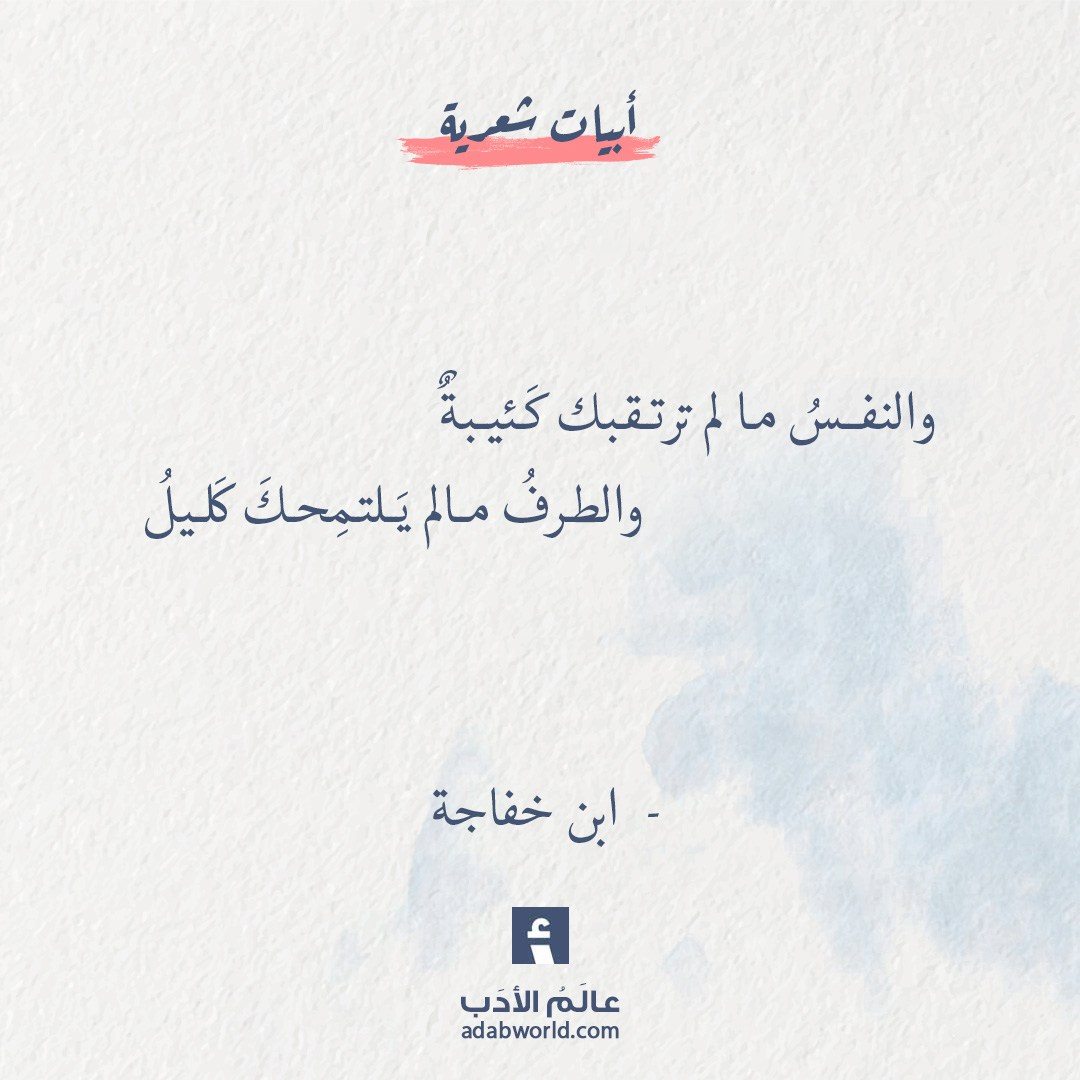 أبيات شعرية
والنفسُ ما لم ترتقبك كَئيبةٌ
والطرفُ مالم يَلتمِحكَ كَليلُ
- ابن خفاجة
أ
عالَمُ الأدَب
adabworld.com